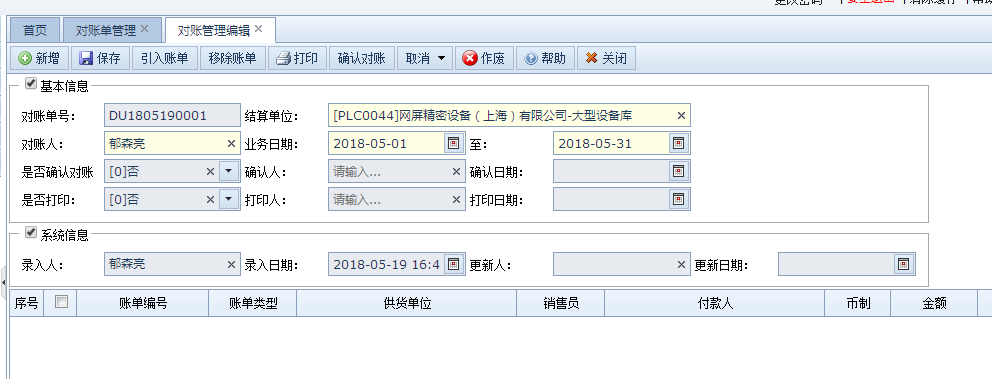 首页 对账单管理 对账管理编辑
新增 保存 引入账单 移除账单 打印 确认对账 取消 作废 帮助 关闭
基本信息
对账单号: DU1805190001 结算单位: [PLC0044]网屏精密设备（上海）有限公司-大型设备库
对账人: 郁森亮 业务日期: 2018-05-01 至: 2018-05-31
是否确认对账 [0]否 确认人: 请输入... 确认日期:
是否打印: [0]否 打印人: 请输入... 打印日期:
系统信息
录入人: 郁森亮 录入日期: 2018-05-19 16:4 更新人: 更新日期:
序号 账单编号 账单类型 供货单位 销售员 付款人 币制 金额